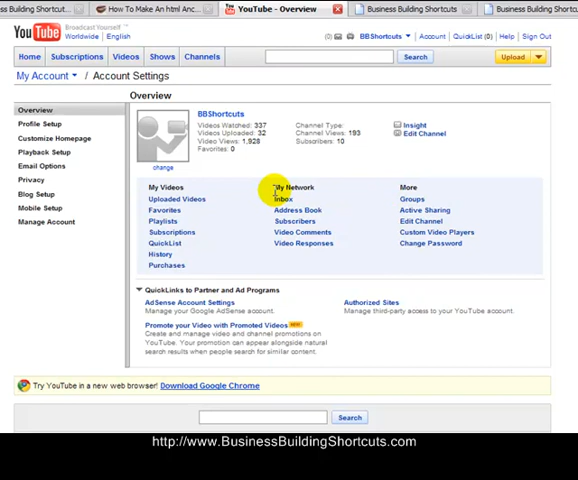 ness Building Shortcut...
How To Make An html Anc...
YouTube - Overview
Business Building Shortcuts
Business Building Shortc
YouTube
Broadcast Yourself™
Worldwide | English
(0) BBShortcuts | Account | QuickList (0) | Help | Sign Out
Home Subscriptions Videos Shows Channels
Search
Upload
My Account / Account Settings
Overview
Overview
Profile Setup
Customize Homepage
Playback Setup
Email Options
Privacy
Blog Setup
Mobile Setup
Manage Account
change
BBShortcuts
Videos Watched: 337
Videos Uploaded: 32
Video Views: 1,928
Favorites: 0
Channel Type:
Channel Views: 193
Subscribers: 10
Insight
Edit Channel
My Videos
Uploaded Videos
Favorites
Playlists
Subscriptions
QuickList
History
Purchases
My Network
Inbox
Address Book
Subscribers
Video Comments
Video Responses
More
Groups
Active Sharing
Edit Channel
Custom Video Players
Change Password
QuickLinks to Partner and Ad Programs
AdSense Account Settings
Manage your Google AdSense account.
Authorized Sites
Manage third-party access to your YouTube account.
Promote your Video with Promoted Videos NEW
Create and manage video and channel promotions on
YouTube. Your promotion can appear alongside natural
search results when people search for similar content.
Try YouTube in a new web browser! Download Google Chrome
Search
http://www.BusinessBuildingShortcuts.com